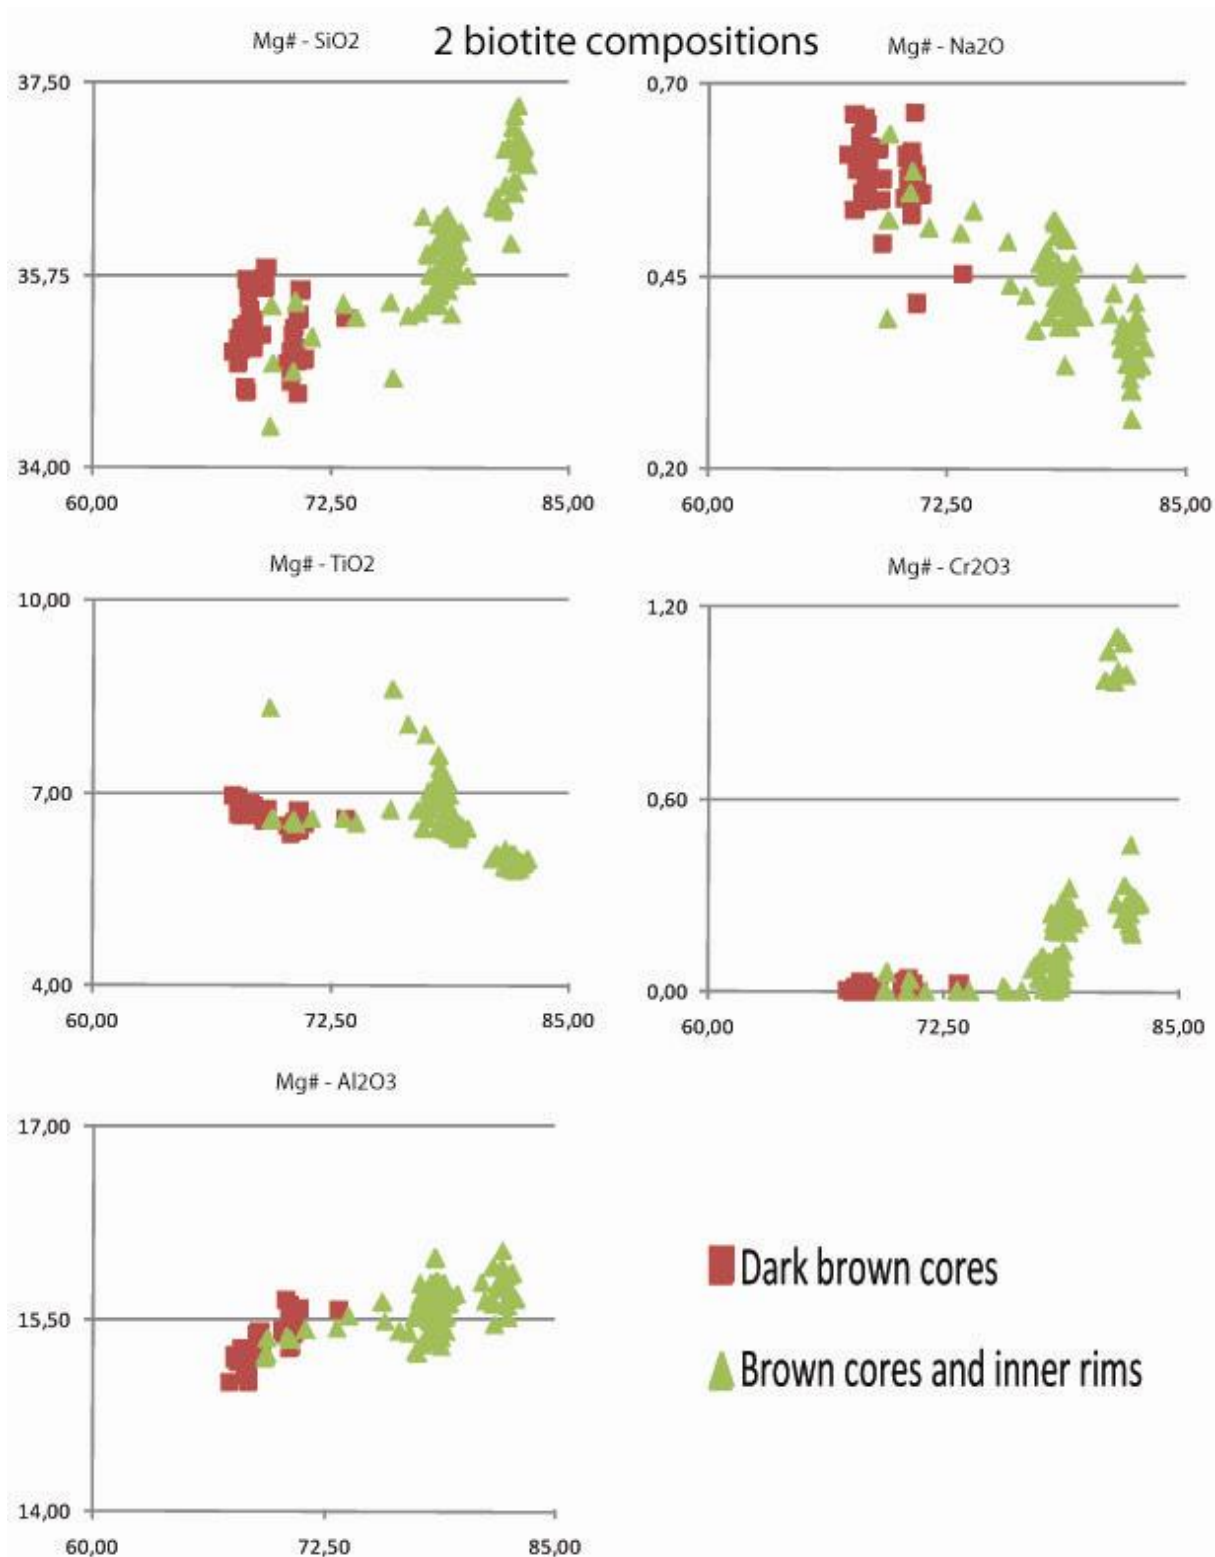 2 biotite compositions
Mg# - SiO2
37,50
35,75
34,00
60,00 72,50 85,00
Mg# - Na2O
0,70
0,45
0,20
60,00 72,50 85,00
Mg# - TiO2
10,00
7,00
4,00
60,00 72,50 85,00
Mg# - Cr2O3
1,20
0,60
0,00
60,00 72,50 85,00
Mg# - Al2O3
17,00
15,50
14,00
60,00 72,50 85,00
Dark brown cores
Brown cores and inner rims